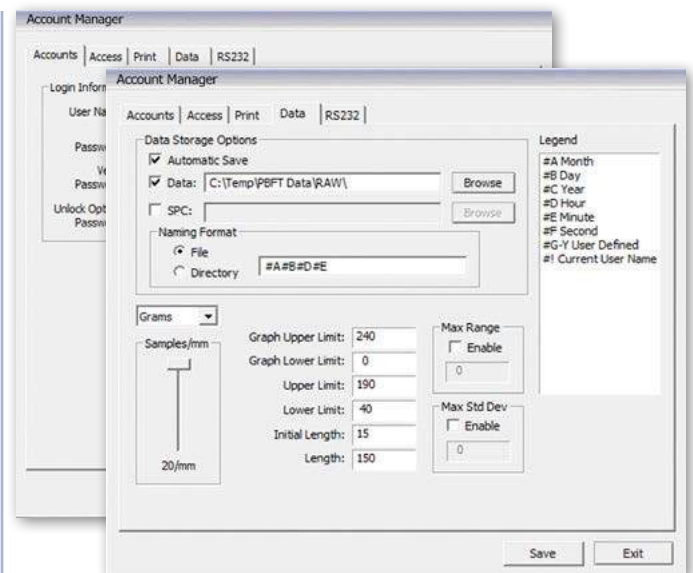 Account Manager
Accounts Access Print Data RS232
Login Inform
User Na
Passw
Ve
Passw
Unlock Opt
Passw
Account Manager
Accounts Access Print Data RS232
Data Storage Options
Automatic Save
Data: C:\Temp\PBFT Data\RAW\ Browse
SPC: Browse
Naming Format
File
Directory #A#B#D#E
Legend
#A Month
#B Day
#C Year
#D Hour
#E Minute
#F Second
#G-Y User Defined
#! Current User Name
Grams
Samples/mm
20/mm
Graph Upper Limit: 240
Graph Lower Limit: 0
Upper Limit: 190
Lower Limit: 40
Initial Length: 15
Length: 150
Max Range
Enable
0
Max Std Dev
Enable
0
Save Exit